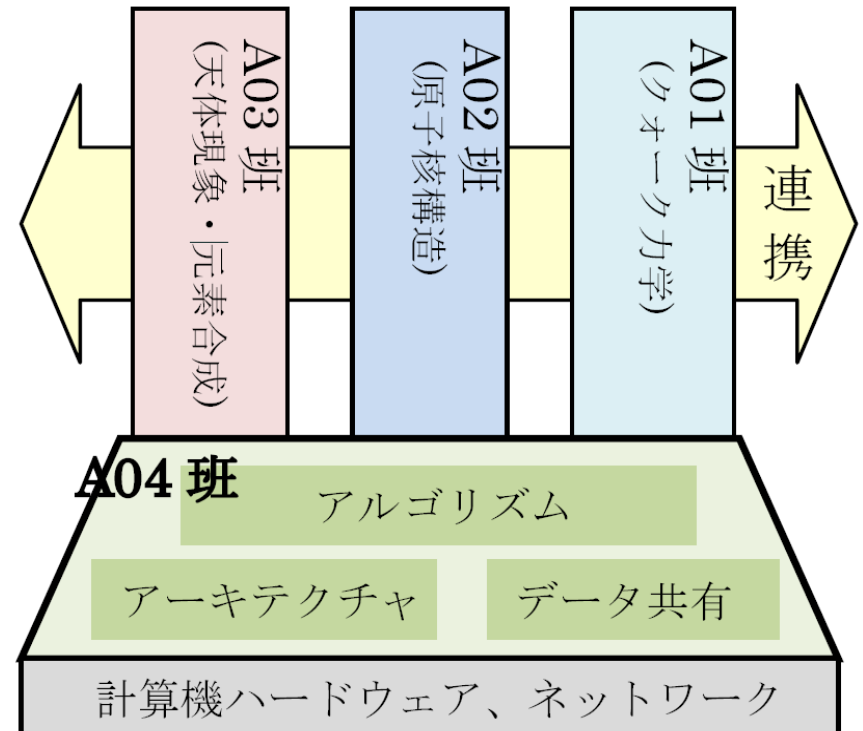 A01 班
(クォーク力学)
A02 班
(原子核構造)
A03 班
(天体現象・元素合成)
連携
A04 班
アルゴリズム
アーキテクチャ
データ共有
計算機ハードウェア、ネットワーク